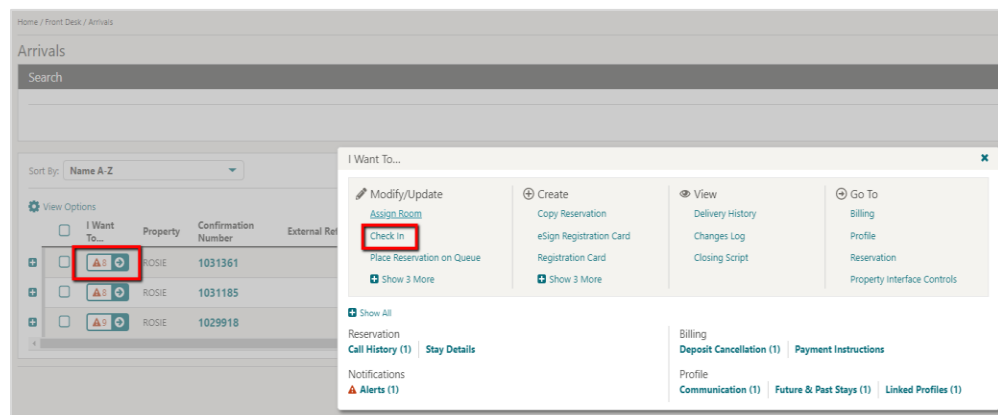 Home / Front Desk / Arrivals
Arrivals
Search
Sort By: Name A-Z
View Options
I Want To... Property Confirmation Number External Ref
8 ROSIE 1031361
8 ROSIE 1031185
9 ROSIE 1029918
I Want To...
Modify/Update
Assign Room
Check In
Place Reservation on Queue
Show 3 More
Create
Copy Reservation
eSign Registration Card
Registration Card
Show 3 More
View
Delivery History
Changes Log
Closing Script
Go To
Billing
Profile
Reservation
Property Interface Controls
Show All
Reservation
Call History (1) Stay Details
Notifications
Alerts (1)
Billing
Deposit Cancellation (1) Payment Instructions
Profile
Communication (1) Future & Past Stays (1) Linked Profiles (1)